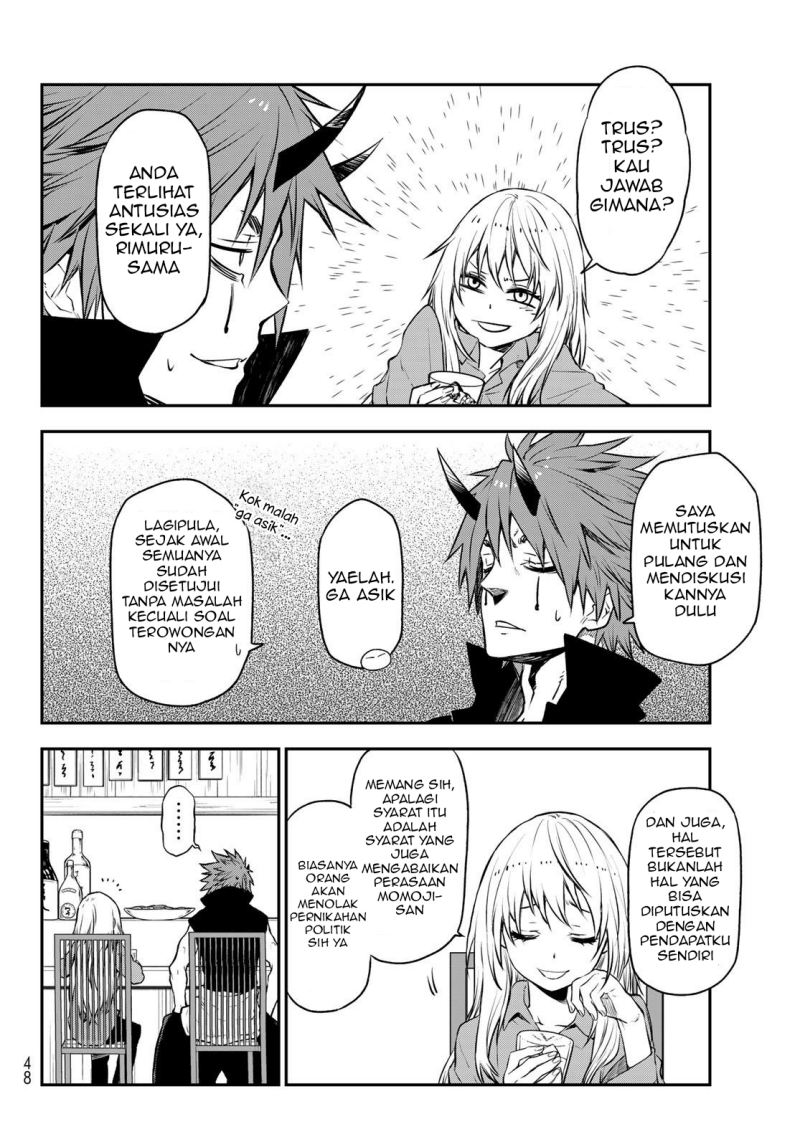 TRUS?
TRUS?
KAU
JAWAB
GIMANA?
ANDA
TERLIHAT
ANTUSIAS
SEKALI YA,
RIMURU-
SAMA
SAYA
MEMUTUSKAN
UNTUK
PULANG DAN
MENDISKUSI
KANNYA
DULU
YAELAH.
GA ASIK
Kok malah
"ga asik"...
LAGIPULA,
SEJAK AWAL
SEMUANYA
SUDAH
DISETUJUI
TANPA MASALAH
KECUALI SOAL
TEROWONGAN
NYA
DAN JUGA,
HAL
TERSEBUT
BUKANLAH
HAL YANG
BISA
DIPUTUSKAN
DENGAN
PENDAPATKU
SENDIRI
MEMANG SIH,
APALAGI
SYARAT ITU
ADALAH
SYARAT YANG
JUGA
MENGABAIKAN
PERASAAN
MOMOJI-
SAN
BIASANYA
ORANG
AKAN
MENOLAK
PERNIKAHAN
POLITIK
SIH YA
....
48